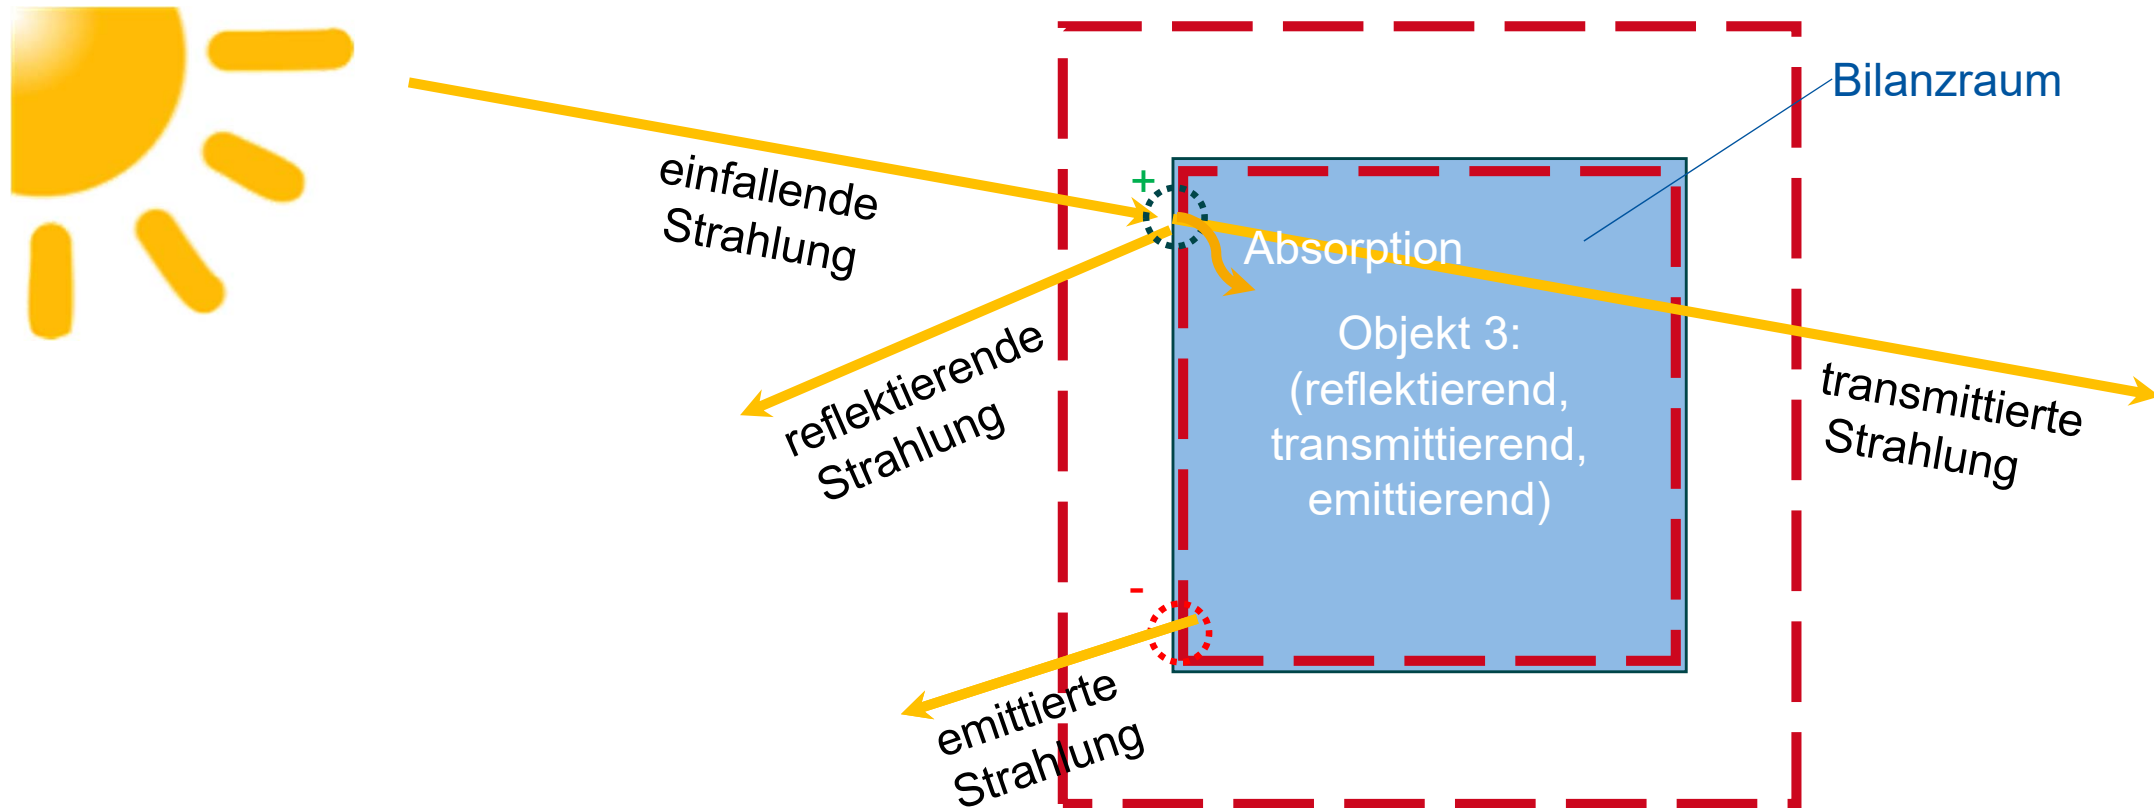 Bilanzraum
+
einfallende
Strahlung
Absorption
Objekt 3:
(reflektierend,
transmittierend,
emittierend)
reflektierende
Strahlung
transmittierte
Strahlung
-
emittierte
Strahlung